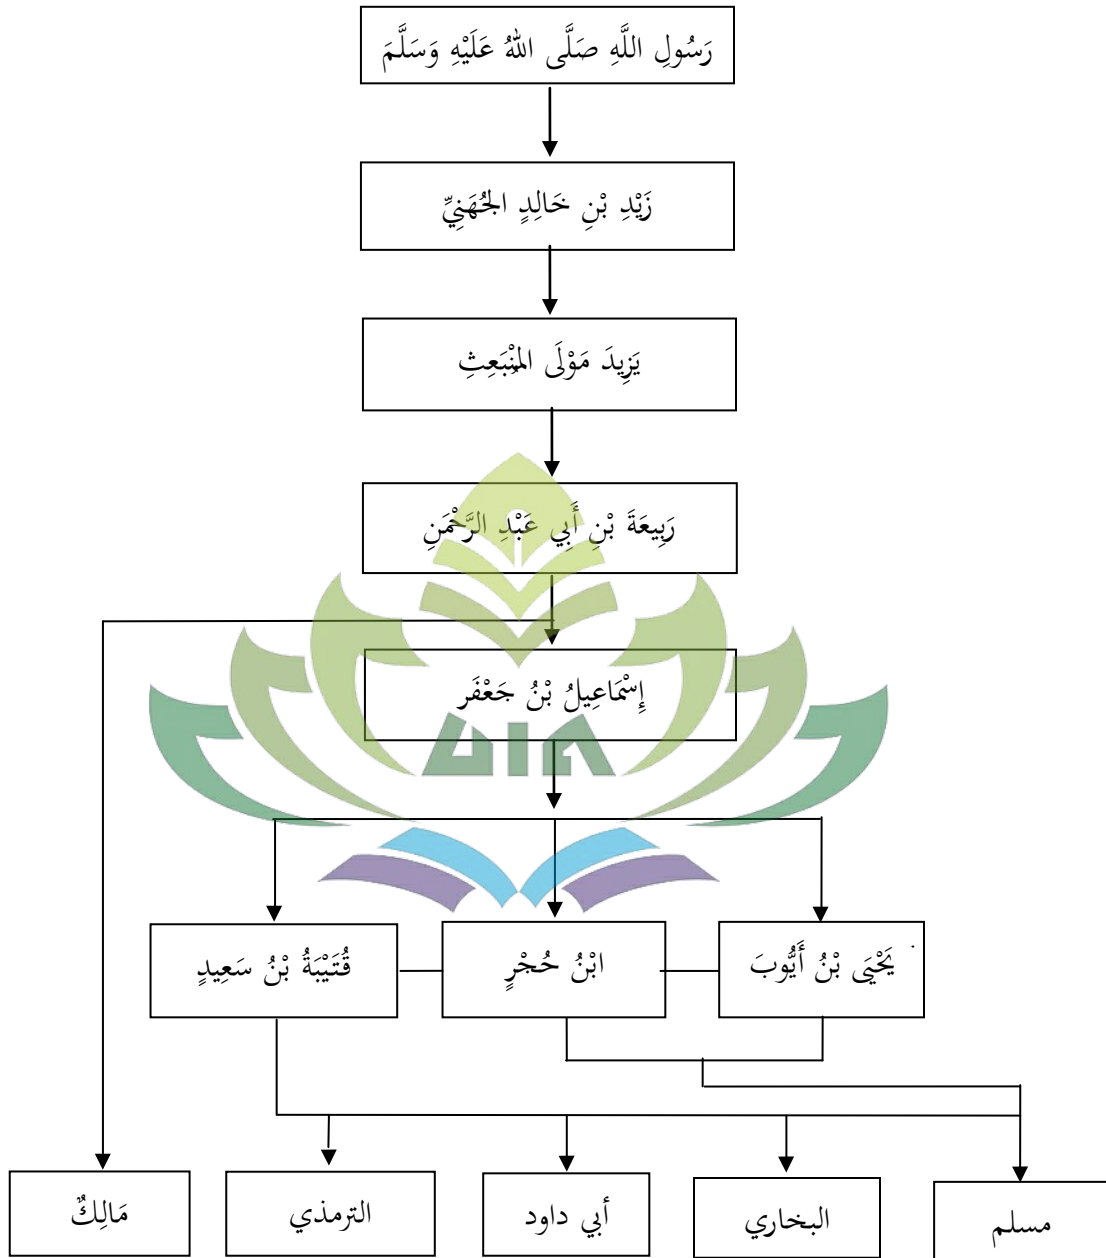 رَسُولِ اللَّهِ صَلَّى اللهُ عَلَيْهِ وَسَلَّمَ
زَيْدِ بْنِ خَالِدٍ الجُهَنِيِّ
يَزِيدَ مَوْلَى المُنْبَعِثِ
رَبِيعَةَ بْنِ أَبِي عَبْدِ الرَّحْمَنِ
إِسْمَاعِيلُ بْنُ جَعْفَر
يَحْيَى بْنُ أَيُّوبَ
ابْنُ حُجْرٍ
قُتَيْبَةُ بْنُ سَعِيدٍ
مسلم
البخاري
أبي داود
الترمذي
مَالِكٌ